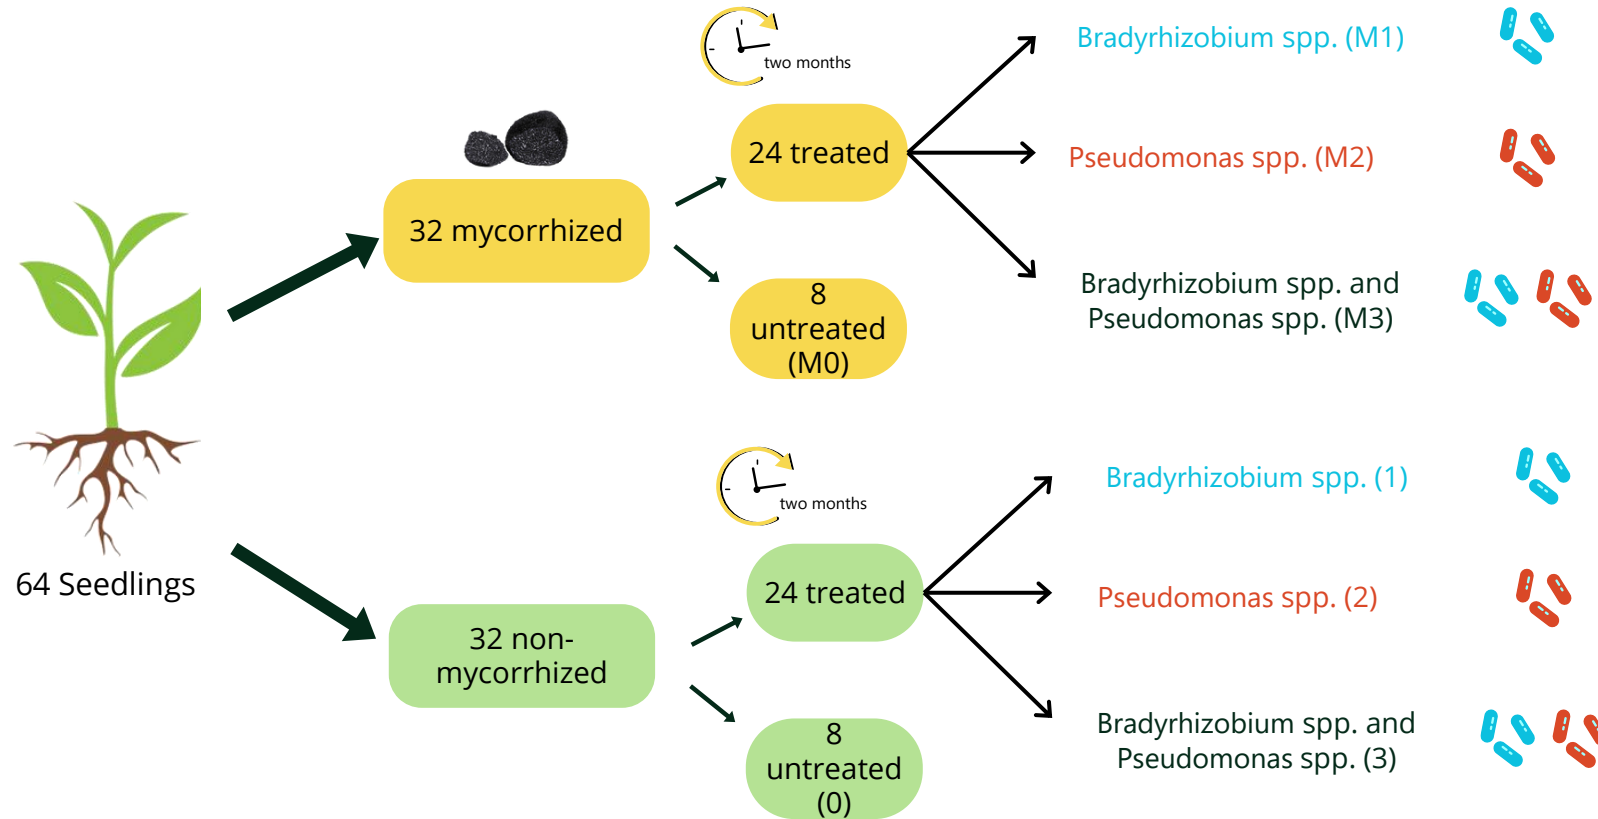 two months
Bradyrhizobium spp. (M1)
24 treated
Pseudomonas spp. (M2)
32 mycorrhized
8
untreated
(M0)
Bradyrhizobium spp. and
Pseudomonas spp. (M3)
64 Seedlings
two months
Bradyrhizobium spp. (1)
24 treated
Pseudomonas spp. (2)
32 non-
mycorrhized
8
untreated
(0)
Bradyrhizobium spp. and
Pseudomonas spp. (3)